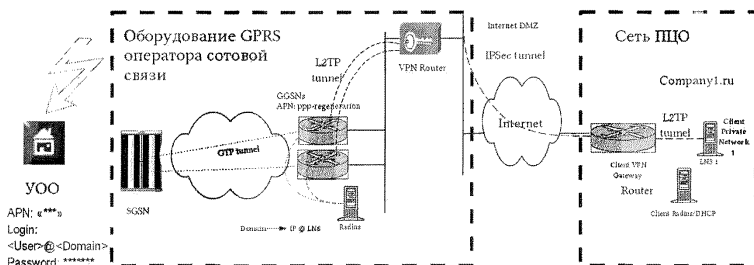 Оборудование GPRS
оператора сотовой
связи
L2TP
tunnel
VPN Router
GGSNs
APN: ppp-regeneration
GTP tunnel
SGSN
Domain
IP @ LNS
Radius
УОО
APN: «***»
Login:
<User>@<Domain>
Password: *******
Internet DMZ
IPSec tunnel
Internet
Сеть ПЦО
Company1.ru
L2TP
tunnel
Client
Private
Network
1
LNS 1
Client VPN
Gateway
Router
Client Radius/DHCP